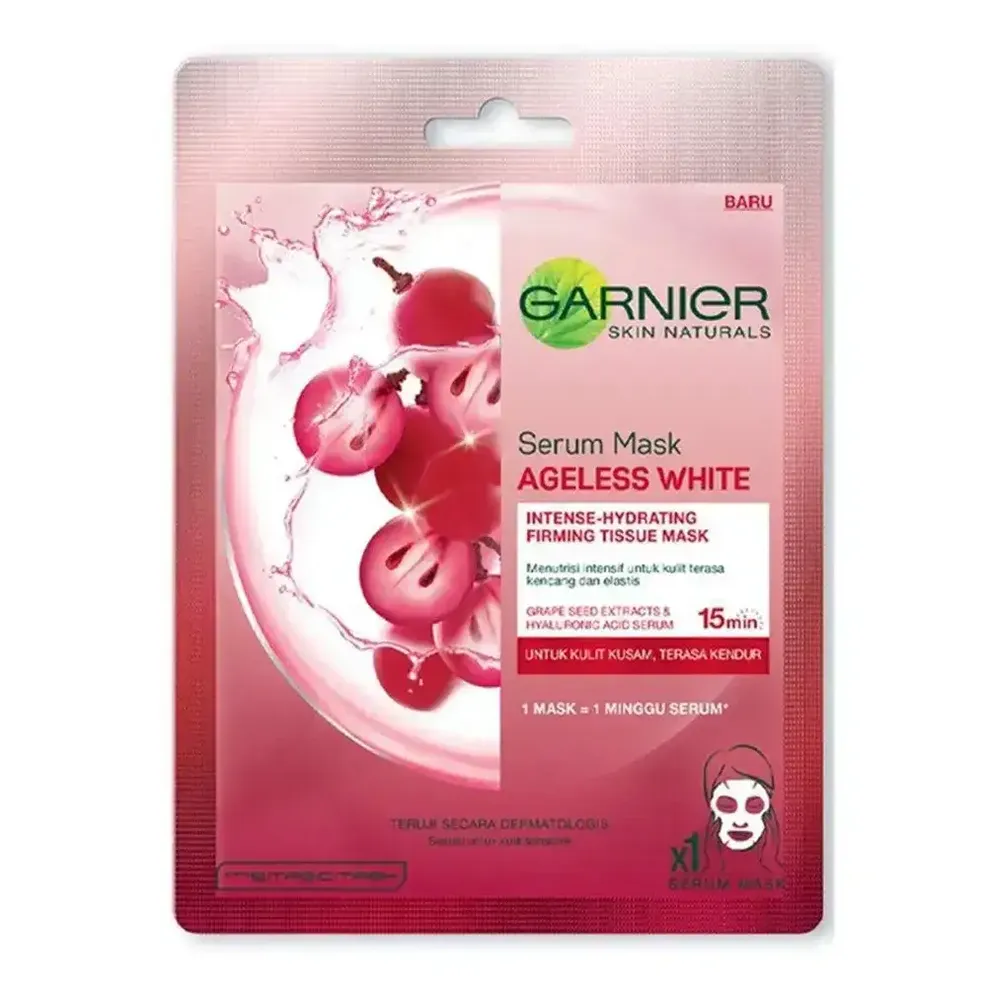 BARU
GARNIER
SKIN NATURALS
Serum Mask
AGELESS WHITE
INTENSE-HYDRATING
FIRMING TISSUE MASK
Menutrisi intensif untuk kulit terasa
kencang dan elastis
GRAPE SEED EXTRACTS &
HYALURONIC ACID SERUM
15min
UNTUK KULIT KUSAM, TERASA KENDUR
1 MASK = 1 MINGGU SERUM*
TERUJI SECARA DERMATOLOGIS
x1
SERUM MASK